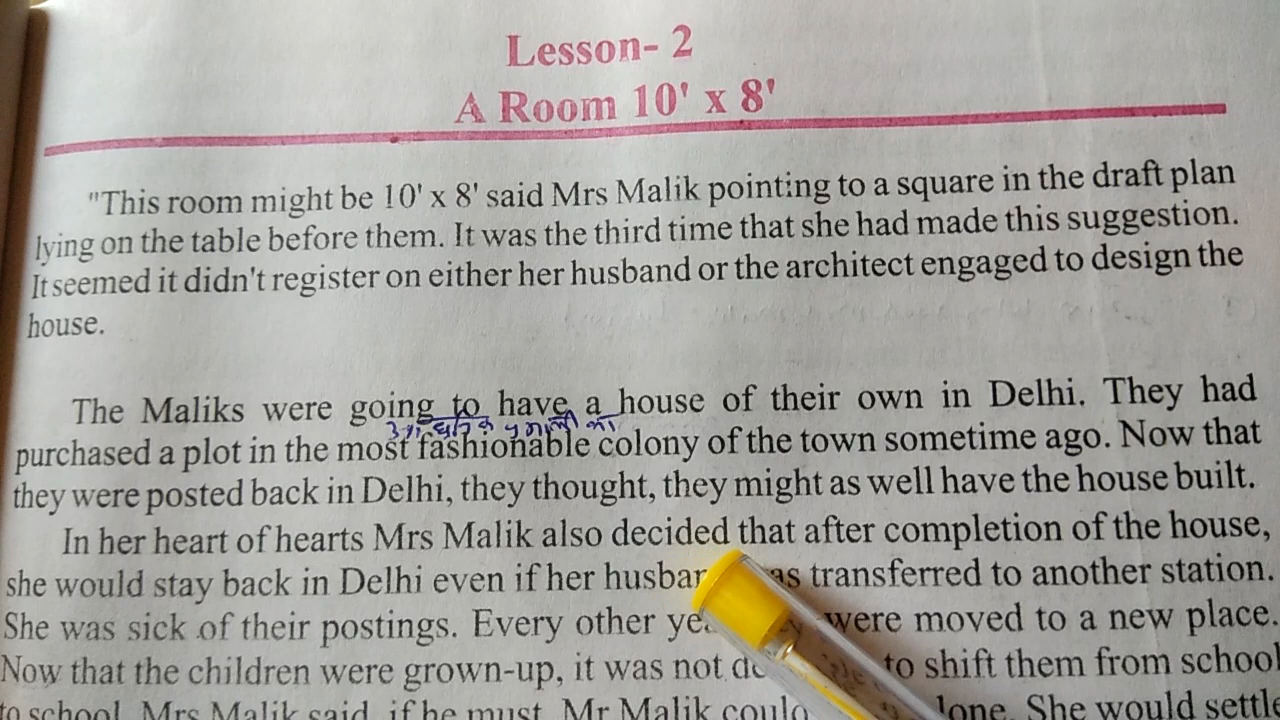 Lesson- 2
A Room 10' x 8'
"This room might be 10' x 8' said Mrs Malik pointing to a square in the draft plan
lying on the table before them. It was the third time that she had made this suggestion.
It seemed it didn't register on either her husband or the architect engaged to design the
house.
The Maliks were going to have a house of their own in Delhi. They had
purchased a plot in the most fashionable colony of the town sometime ago. Now that
they were posted back in Delhi, they thought, they might as well have the house built.
In her heart of hearts Mrs Malik also decided that after completion of the house,
she would stay back in Delhi even if her transferred to another station.
She was sick of their postings. Every other were moved to a new place.
Now that the children were grown-up, it was not to shift them from school
to school. Mrs Malik said, if he must, Mr Malik She would settle